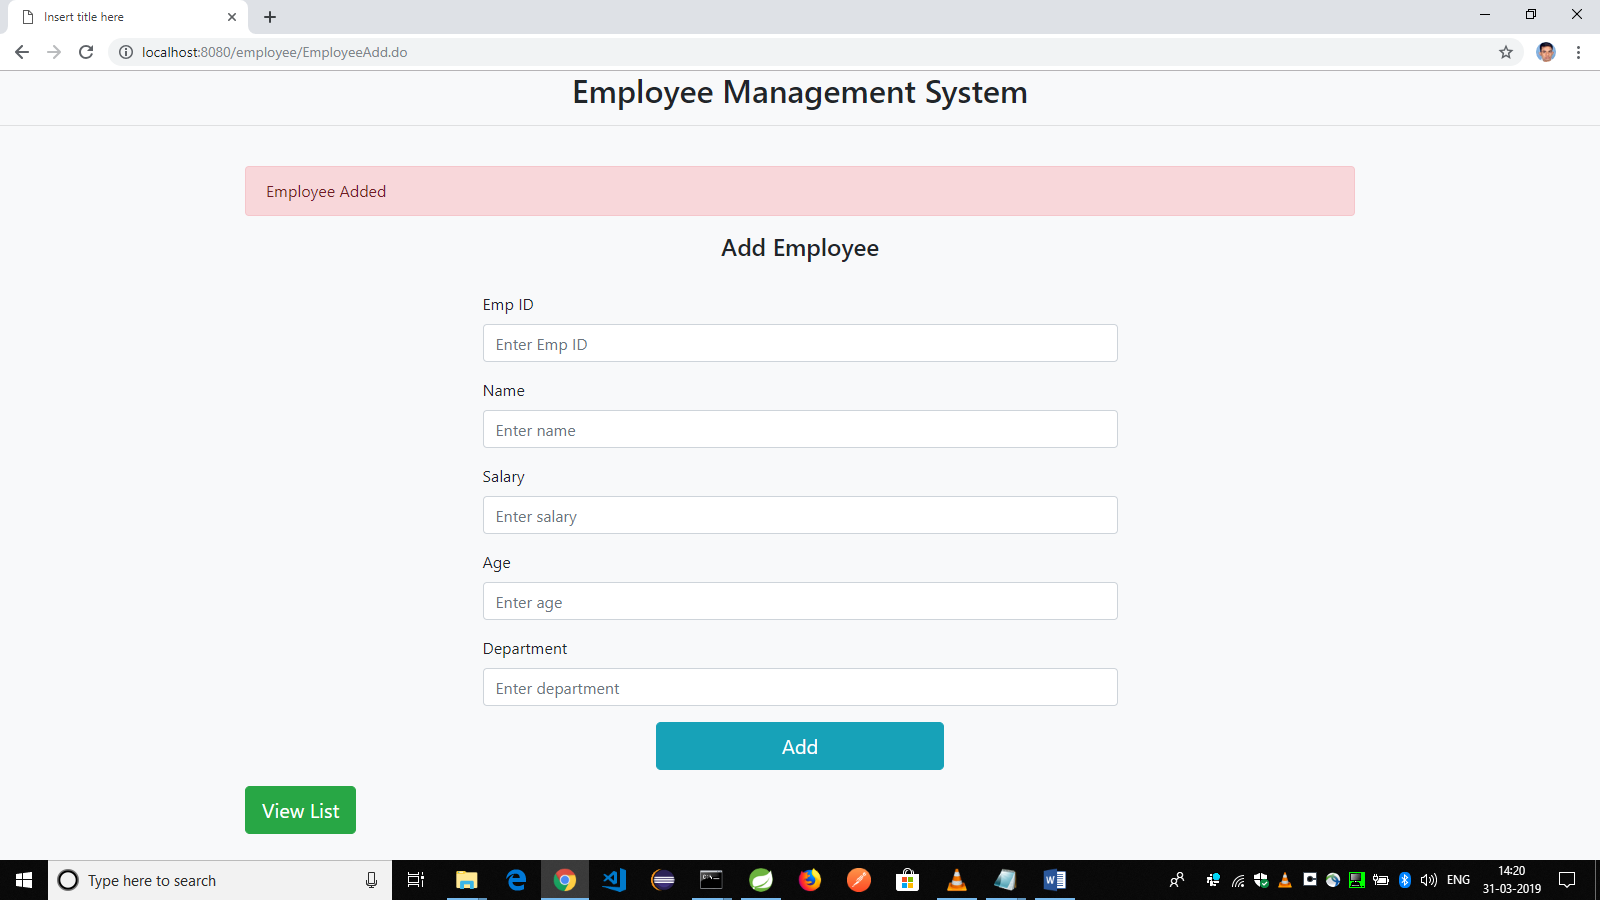 Insert title here
localhost:8080/employee/EmployeeAdd.do
Employee Management System
Employee Added
Add Employee
Emp ID
Enter Emp ID
Name
Enter name
Salary
Enter salary
Age
Enter age
Department
Enter department
Add
View List
Type here to search
ENG
14:20
31-03-2019